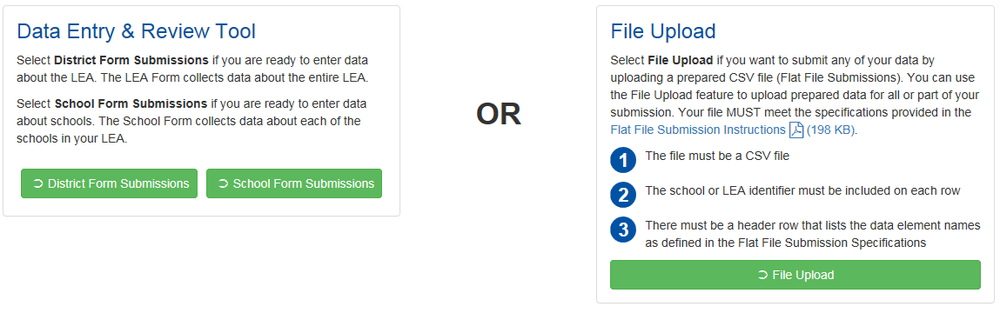 Data Entry & Review Tool
Select District Form Submissions if you are ready to enter data
about the LEA. The LEA Form collects data about the entire LEA.
Select School Form Submissions if you are ready to enter data
about schools. The School Form collects data about each of the
schools in your LEA.
District Form Submissions
School Form Submissions
OR
File Upload
Select File Upload if you want to submit any of your data by
uploading a prepared CSV file (Flat File Submissions). You can use
the File Upload feature to upload prepared data for all or part of your
submission. Your file MUST meet the specifications provided in the
Flat File Submission Instructions (198 KB).
1 The file must be a CSV file
2 The school or LEA identifier must be included on each row
3 There must be a header row that lists the data element names
as defined in the Flat File Submission Specifications
File Upload